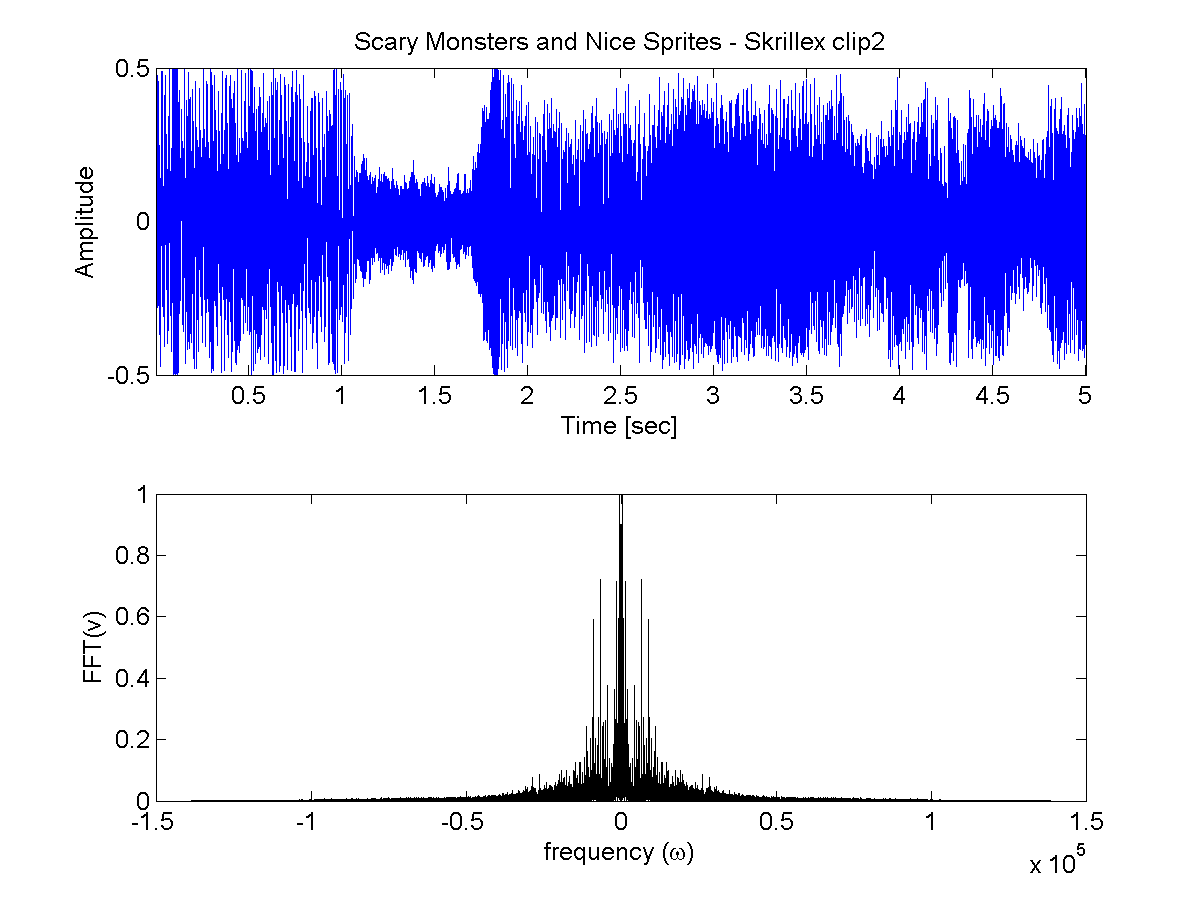 Scary Monsters and Nice Sprites - Skrillex clip2
0.5
0
-0.5
Amplitude
0.5 1 1.5 2 2.5 3 3.5 4 4.5 5
Time [sec]
1
0.8
0.6
0.4
0.2
0
FFT(v)
-1.5 -1 -0.5 0 0.5 1 1.5
frequency (ω)
x 10^5